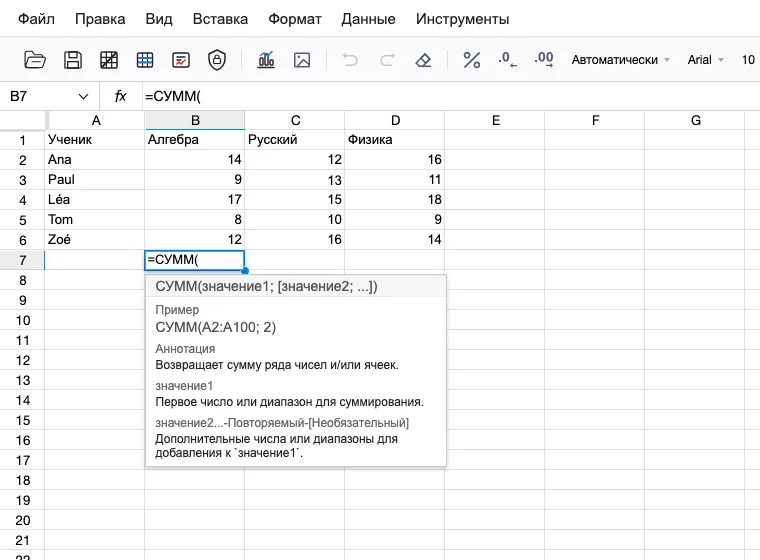 Файл Правка Вид Вставка Формат Данные Инструменты
% .0 .00 Автоматически Arial 10
B7 fx =СУММ(
A B C D E F G
1 Ученик Алгебра Русский Физика
2 Ana 14 12 16
3 Paul 9 13 11
4 Léa 17 15 18
5 Tom 8 10 9
6 Zoé 12 16 14
7 =СУММ(
8 СУММ(значение1; [значение2; ...])
9 Пример
10 СУММ(A2:A100; 2)
11 Аннотация
12 Возвращает сумму ряда чисел и/или ячеек.
13 значение1
14 Первое число или диапазон для суммирования.
15 значение2...-Повторяемый-[Необязательный]
16 Дополнительные числа или диапазоны для
17 добавления к `значение1`.
18
19
20
21
22